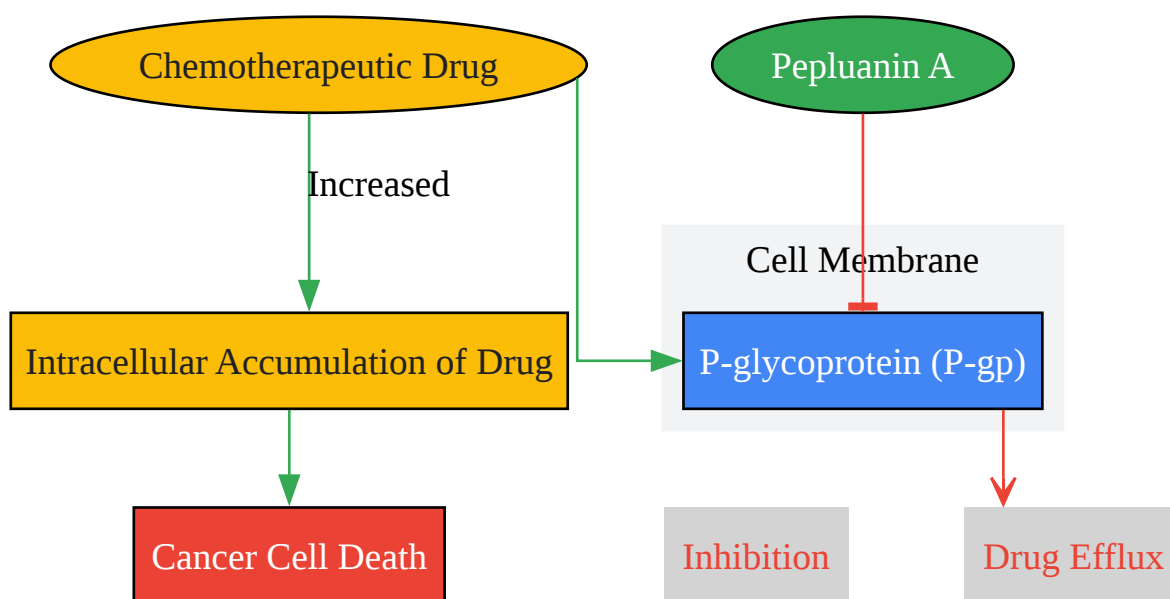 Chemotherapeutic Drug
Pepluanin A
Increased
Cell Membrane
Intracellular Accumulation of Drug
P-glycoprotein (P-gp)
Cancer Cell Death
Inhibition
Drug Efflux